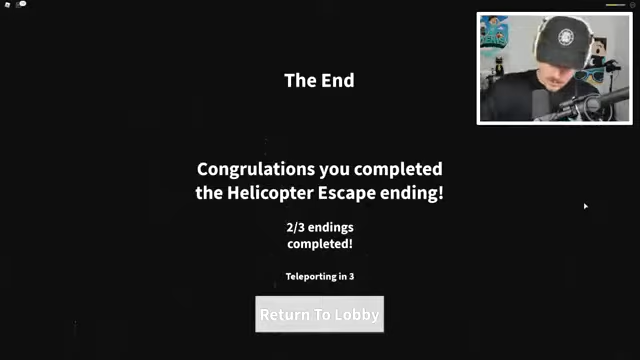 The End
Congrulations you completed
the Helicopter Escape ending!
2/3 endings
completed!
Teleporting in 3
Return To Lobby